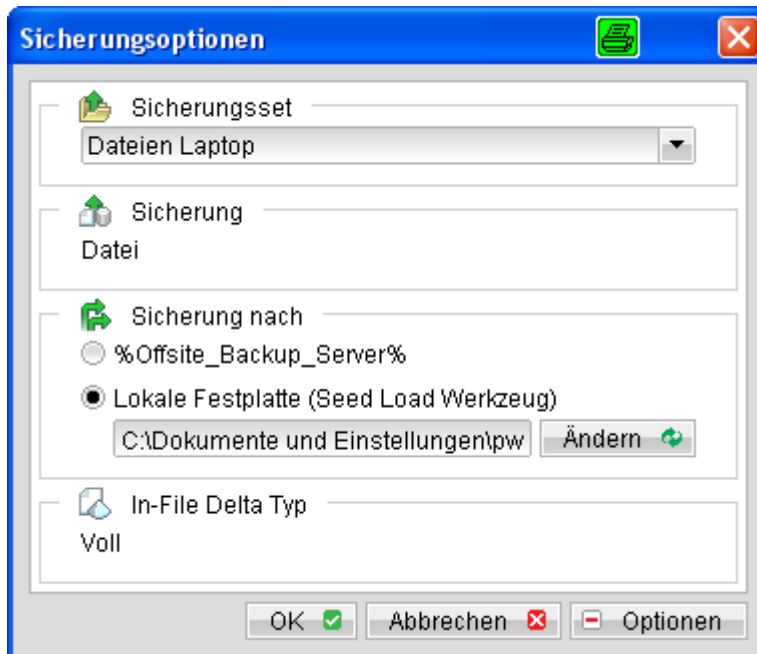 Sicherungsoptionen
Sicherungsset
Dateien Laptop
Sicherung
Datei
Sicherung nach
%Offsite_Backup_Server%
Lokale Festplatte (Seed Load Werkzeug)
C:\Dokumente und Einstellungen\pw Ändern
In-File Delta Typ
Voll
OK Abbrechen Optionen